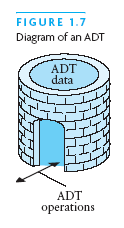 FIGURE 1.7
Diagram of an ADT
ADT
data
ADT
operations